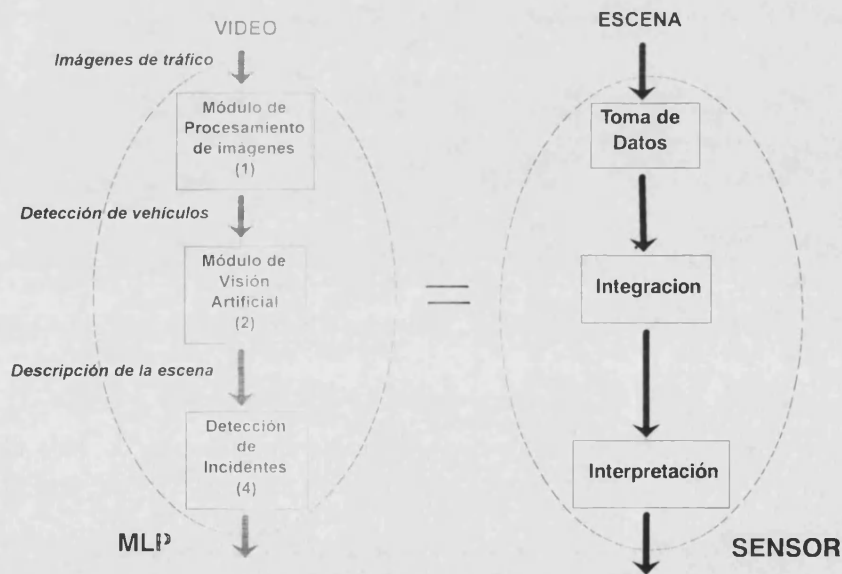 VIDEO
Imágenes de tráfico
Módulo de
Procesamiento
de imágenes
(1)
Detección de vehículos
Módulo de
Visión
Artificial
(2)
Descripción de la escena
Detección
de
Incidentes
(4)
MLP
=
ESCENA
Toma de
Datos
Integracion
Interpretación
SENSOR